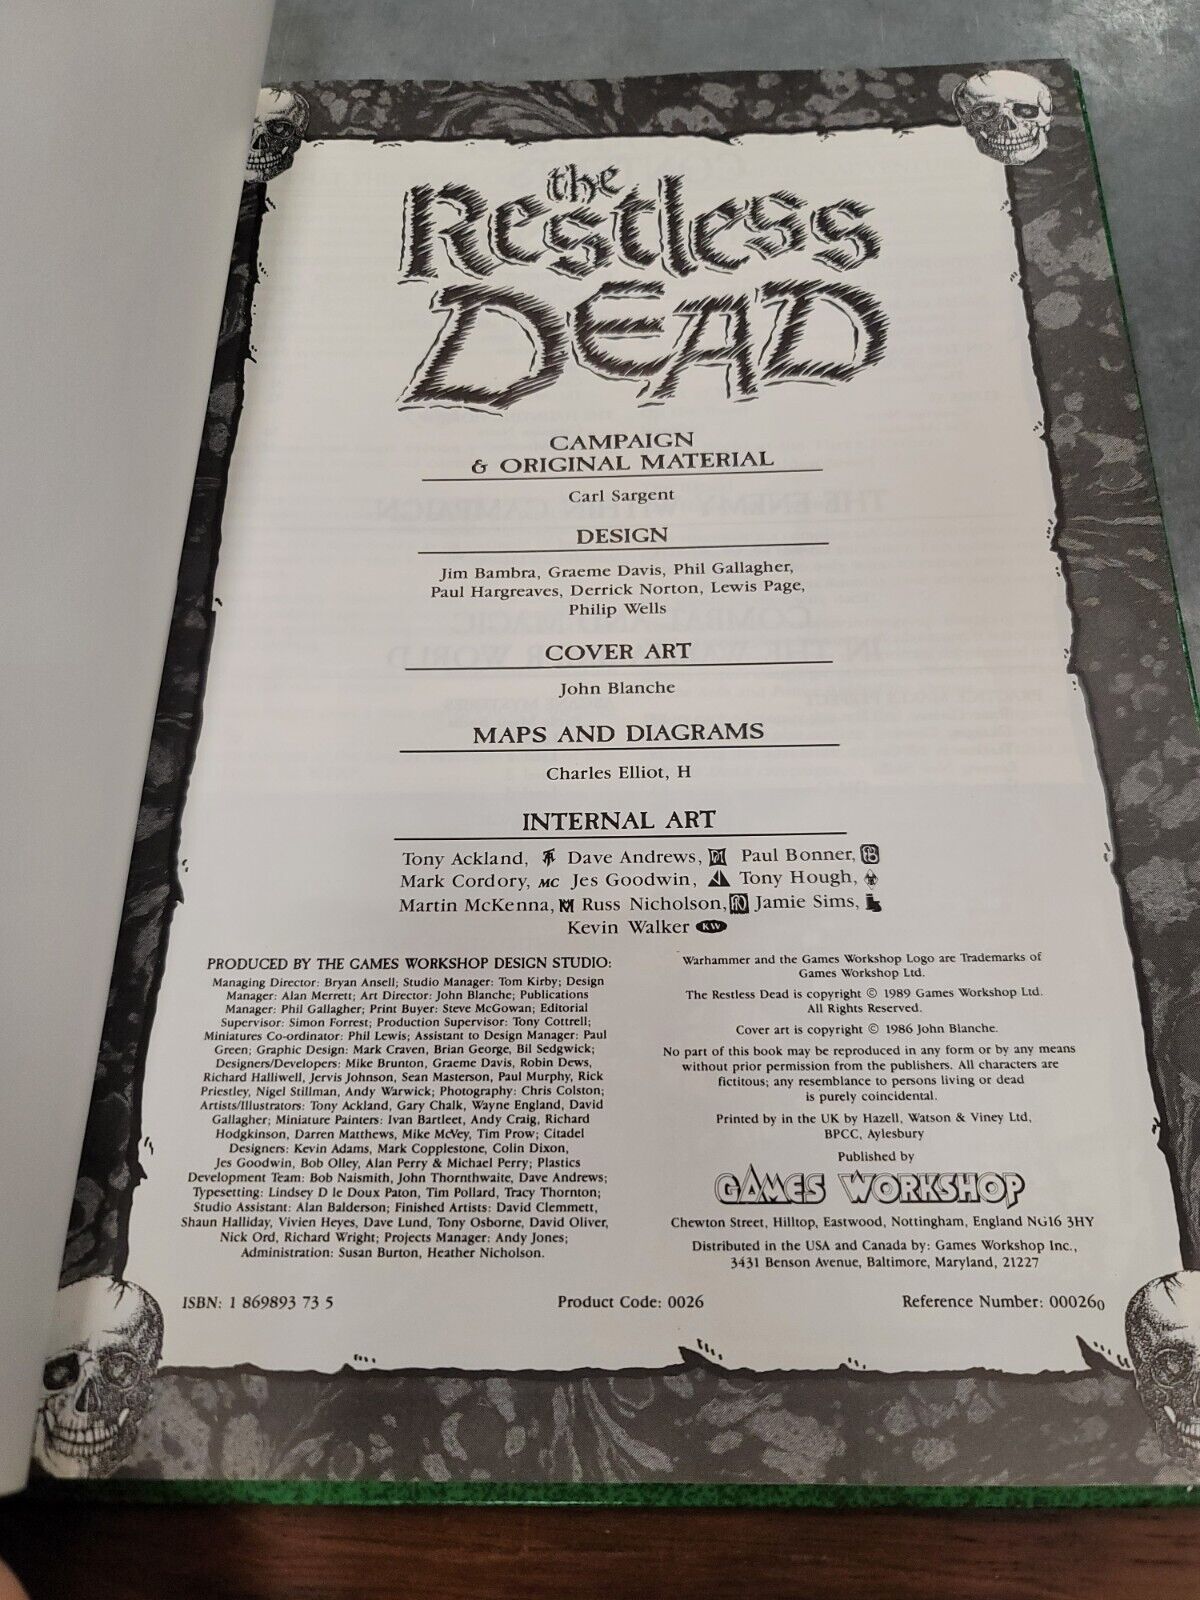 the
Restless
DEAD
CAMPAIGN
& ORIGINAL MATERIAL
Carl Sargent
DESIGN
Jim Bambra, Graeme Davis, Phil Gallagher,
Paul Hargreaves, Derrick Norton, Lewis Page,
Philip Wells
COVER ART
John Blanche
MAPS AND DIAGRAMS
Charles Elliot, H
INTERNAL ART
Tony Ackland, Dave Andrews, Paul Bonner,
Mark Cordory, MC Jes Goodwin, Tony Hough,
Martin McKenna, Russ Nicholson, Jamie Sims,
Kevin Walker KW
PRODUCED BY THE GAMES WORKSHOP DESIGN STUDIO:
Managing Director: Bryan Ansell; Studio Manager: Tom Kirby; Design
Manager: Alan Merrett; Art Director: John Blanche; Publications
Manager: Phil Gallagher; Print Buyer: Steve McGowan; Editorial
Supervisor: Simon Forrest; Production Supervisor: Tony Cottrell;
Miniatures Co-ordinator: Phil Lewis; Assistant to Design Manager: Paul
Green; Graphic Design: Mark Craven, Brian George, Bil Sedgwick;
Designers/Developers: Mike Brunton, Graeme Davis, Robin Dews,
Richard Halliwell, Jervis Johnson, Sean Masterson, Paul Murphy, Rick
Priestley, Nigel Stillman, Andy Warwick; Photography: Chris Colston;
Artists/Illustrators: Tony Ackland, Gary Chalk, Wayne England, David
Gallagher; Miniature Painters: Ivan Bartleet, Andy Craig, Richard
Hodgkinson, Darren Matthews, Mike McVey, Tim Prow; Citadel
Designers: Kevin Adams, Mark Copplestone, Colin Dixon,
Jes Goodwin, Bob Olley, Alan Perry & Michael Perry; Plastics
Development Team: Bob Naismith, John Thornthwaite, Dave Andrews;
Typesetting: Lindsey D le Doux Paton, Tim Pollard, Tracy Thornton;
Studio Assistant: Alan Balderson; Finished Artists: David Clemmett,
Shaun Halliday, Vivien Heyes, Dave Lund, Tony Osborne, David Oliver,
Nick Ord, Richard Wright; Projects Manager: Andy Jones;
Administration: Susan Burton, Heather Nicholson.
Warhammer and the Games Workshop Logo are Trademarks of
Games Workshop Ltd.
The Restless Dead is copyright © 1989 Games Workshop Ltd.
All Rights Reserved.
Cover art is copyright © 1986 John Blanche.
No part of this book may be reproduced in any form or by any means
without prior permission from the publishers. All characters are
fictitous; any resemblance to persons living or dead
is purely coincidental.
Printed by in the UK by Hazell, Watson & Viney Ltd,
BPCC, Aylesbury
Published by
GAMES WORKSHOP
Chewton Street, Hilltop, Eastwood, Nottingham, England NG16 3HY
Distributed in the USA and Canada by: Games Workshop Inc.,
3431 Benson Avenue, Baltimore, Maryland, 21227
ISBN: 1 869893 73 5
Product Code: 0026
Reference Number: 000260